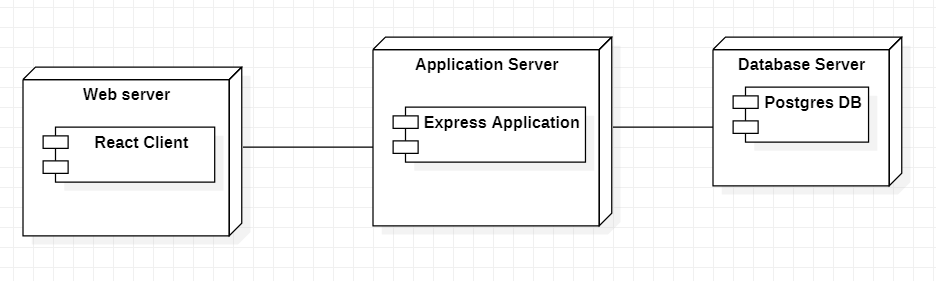 Web server
React Client
Application Server
Express Application
Database Server
Postgres DB